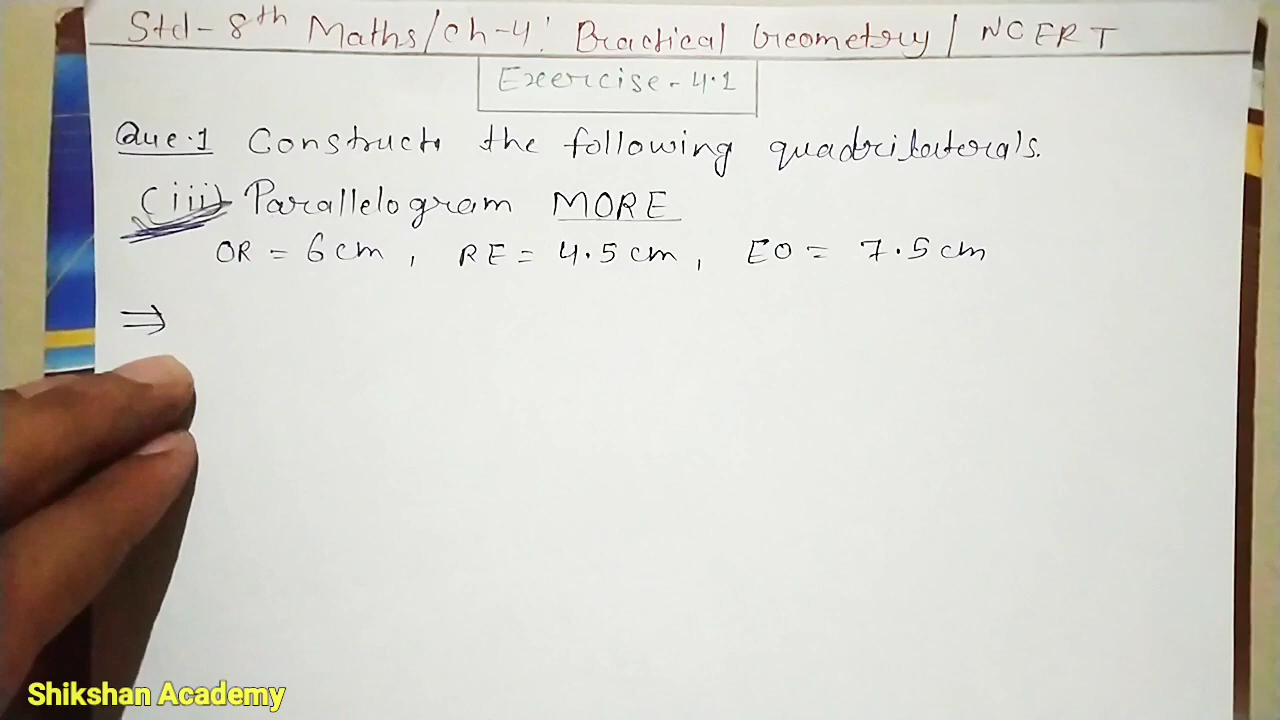 Std - 8th Maths / Ch-4: Practical Geometry / NCERT
Exercise - 4.1
Que.1 Construct the following quadrilaterals.
(iii) Parallelogram MORE
OR = 6 cm , RE = 4.5 cm , EO = 7.5 cm
⇒
Shikshan Academy